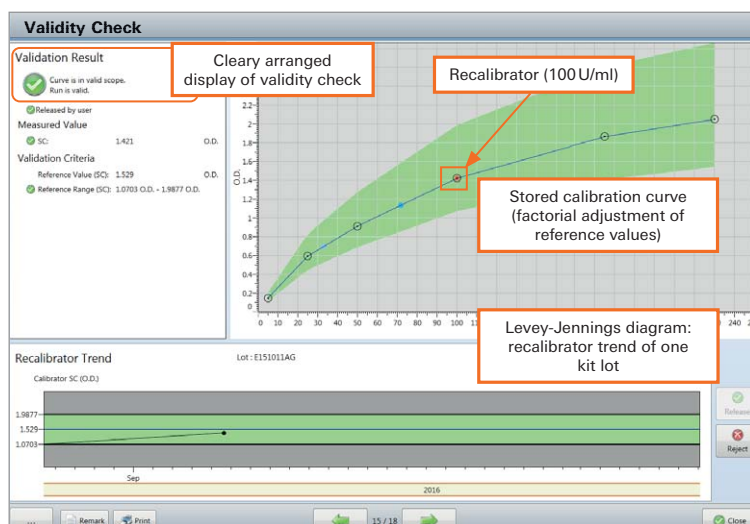 Validity Check
Validation Result
Curve is in valid scope.
Run is valid.
Released by user
Measured Value
SC: 1.421 O.D.
Validation Criteria
Reference Value (SC): 1.529 O.D.
Reference Range (SC): 1.0703 O.D. - 1.9877 O.D.
Cleary arranged
display of validity check
Recalibrator (100 U/ml)
Stored calibration curve
(factorial adjustment of
reference values)
Levey-Jennings diagram:
recalibrator trend of one
kit lot
O.D.
2.2
2
1.8
1.6
1.4
1.2
1
0.8
0.6
0.4
0.2
0
0 10 20 30 40 50 60 70 80 90 100 240
Recalibrator Trend
Lot : E151011AG
Calibrator SC (O.D.)
1.9877
1.529
1.0703
Sep
2016
Release
Reject
... Remark Print 15 / 18 Close